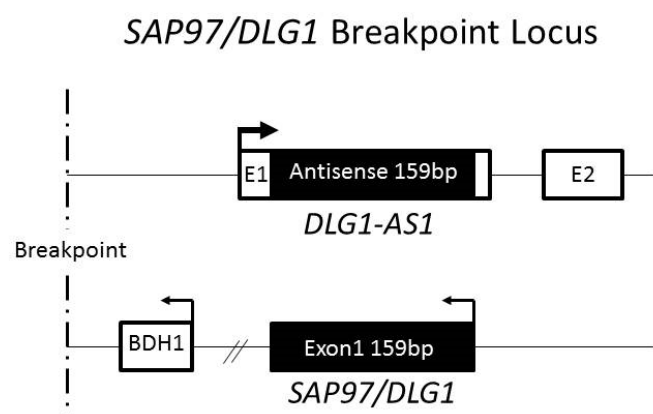 SAP97/DLG1 Breakpoint Locus
E1 Antisense 159bp E2
DLG1-AS1
Breakpoint
BDH1 Exon1 159bp
SAP97/DLG1